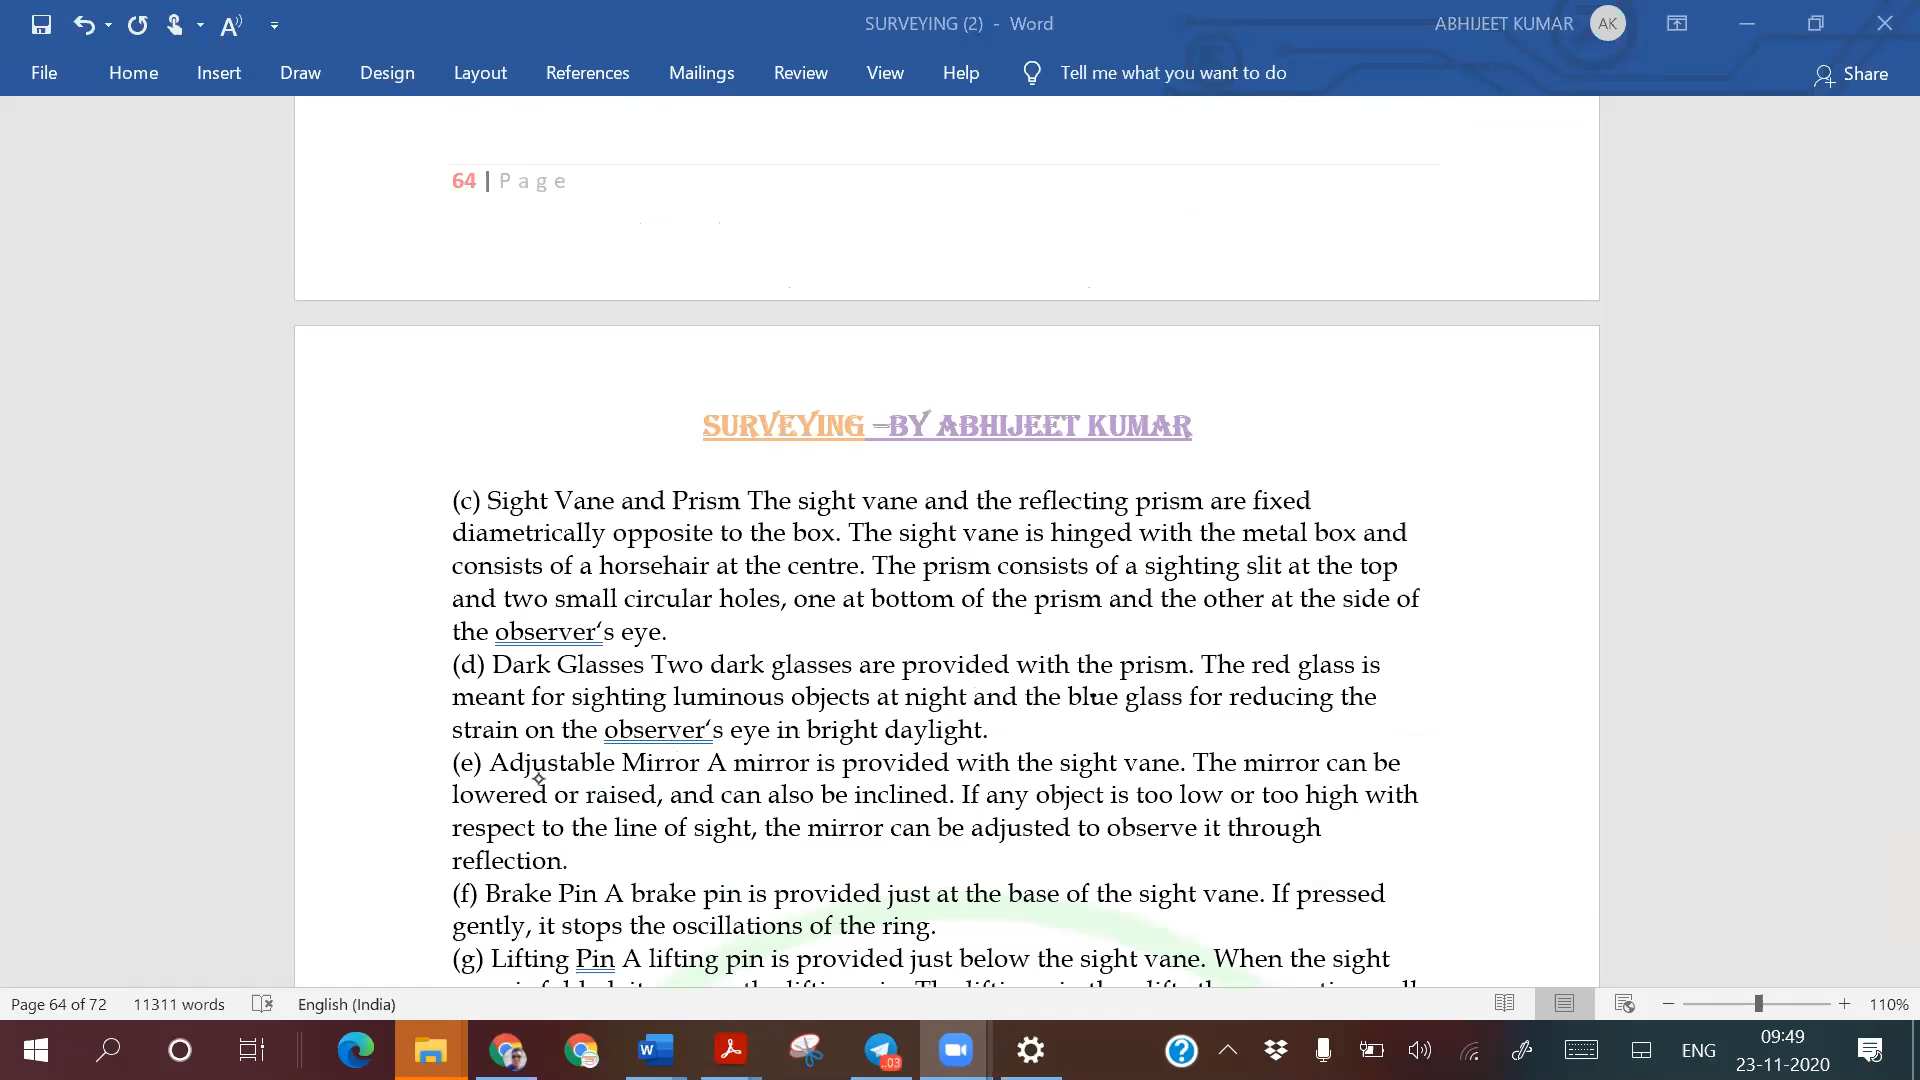 SURVEYING (2) - Word
ABHIJEET KUMAR AK
File Home Insert Draw Design Layout References Mailings Review View Help Tell me what you want to do Share
64 | P a g e
SURVEYING –BY ABHIJEET KUMAR
(c) Sight Vane and Prism The sight vane and the reflecting prism are fixed
diametrically opposite to the box. The sight vane is hinged with the metal box and
consists of a horsehair at the centre. The prism consists of a sighting slit at the top
and two small circular holes, one at bottom of the prism and the other at the side of
the observer‘s eye.
(d) Dark Glasses Two dark glasses are provided with the prism. The red glass is
meant for sighting luminous objects at night and the blue glass for reducing the
strain on the observer‘s eye in bright daylight.
(e) Adjustable Mirror A mirror is provided with the sight vane. The mirror can be
lowered or raised, and can also be inclined. If any object is too low or too high with
respect to the line of sight, the mirror can be adjusted to observe it through
reflection.
(f) Brake Pin A brake pin is provided just at the base of the sight vane. If pressed
gently, it stops the oscillations of the ring.
(g) Lifting Pin A lifting pin is provided just below the sight vane. When the sight
Page 64 of 72 11311 words English (India) 110%
ENG
09:49
23-11-2020